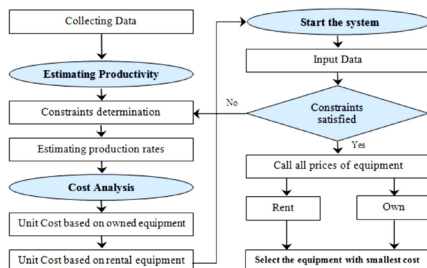 Collecting Data
Estimating Productivity
Constraints determination
Estimating production rates
Cost Analysis
Unit Cost based on owned equipment
Unit Cost based on rental equipment
Start the system
Input Data
Constraints
satisfied
No
Yes
Call all prices of equipment
Rent
Own
Select the equipment with smallest cost